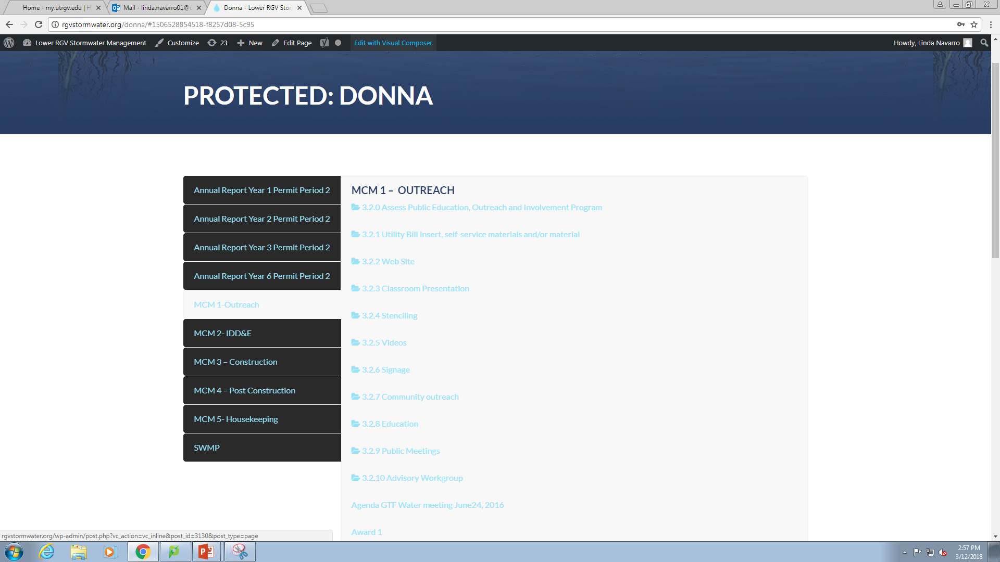 Home - my.utrgv.edu | H
Mail - linda.navarro01@u
Donna - Lower RGV Stor
rgvstormwater.org/donna/#1506528854518-f8257d08-5c95
Lower RGV Stormwater Management Customize 23 New Edit Page Edit with Visual Composer Howdy, Linda Navarro
PROTECTED: DONNA
Annual Report Year 1 Permit Period 2
Annual Report Year 2 Permit Period 2
Annual Report Year 3 Permit Period 2
Annual Report Year 6 Permit Period 2
MCM 1-Outreach
MCM 2- IDD&E
MCM 3 – Construction
MCM 4 – Post Construction
MCM 5- Housekeeping
SWMP
MCM 1 – OUTREACH
3.2.0 Assess Public Education, Outreach and Involvement Program
3.2.1 Utility Bill Insert, self-service materials and/or material
3.2.2 Web Site
3.2.3 Classroom Presentation
3.2.4 Stenciling
3.2.5 Videos
3.2.6 Signage
3.2.7 Community outreach
3.2.8 Education
3.2.9 Public Meetings
3.2.10 Advisory Workgroup
Agenda GTF Water meeting June24, 2016
Award 1
rgvstormwater.org/wp-admin/post.php?vc_action=vc_inline&post_id=3130&post_type=page
2:57 PM
3/12/2018